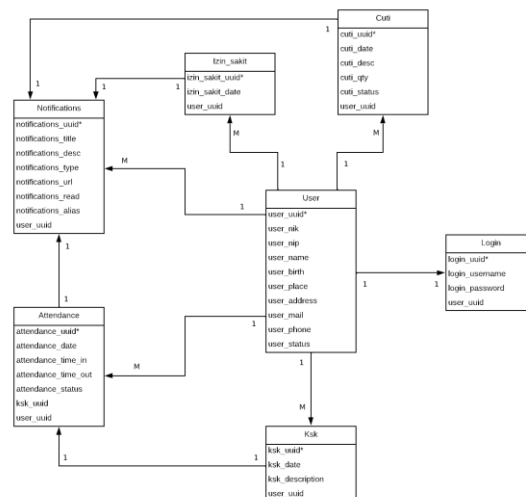 Cuti
cuti_uuid*
cuti_date
cuti_desc
cuti_qty
cuti_status
user_uuid
1
1
Izin_sakit
izin_sakit_uuid*
izin_sakit_date
user_uuid
1
1
M
M
1
1
Notifications
notifications_uuid*
notifications_title
notifications_desc
notifications_type
notifications_url
notifications_read
notifications_alias
user_uuid
M
1
User
user_uuid*
user_nik
user_nip
user_name
user_birth
user_place
user_address
user_mail
user_phone
user_status
Login
login_uuid*
login_username
login_password
user_uuid
1
1
1
1
Attendance
attendance_uuid*
attendance_date
attendance_time_in
attendance_time_out
attendance_status
ksk_uuid
user_uuid
1
M
1
M
Ksk
ksk_uuid*
ksk_date
ksk_description
user_uuid
1
1